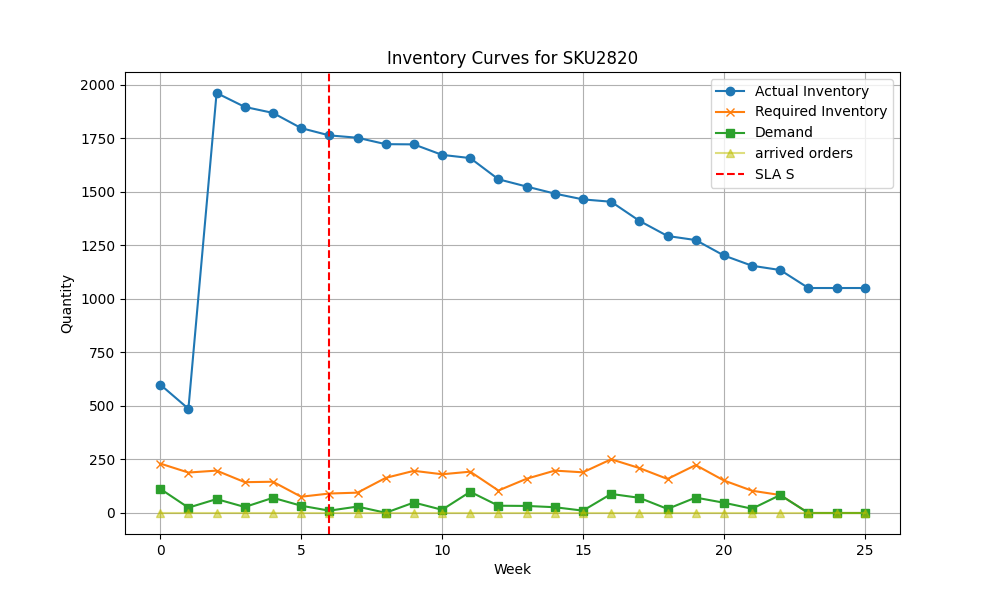 Inventory Curves for SKU2820
Actual Inventory
Required Inventory
Demand
arrived orders
SLA S
Quantity
2000
1750
1500
1250
1000
750
500
250
0
0 5 10 15 20 25
Week